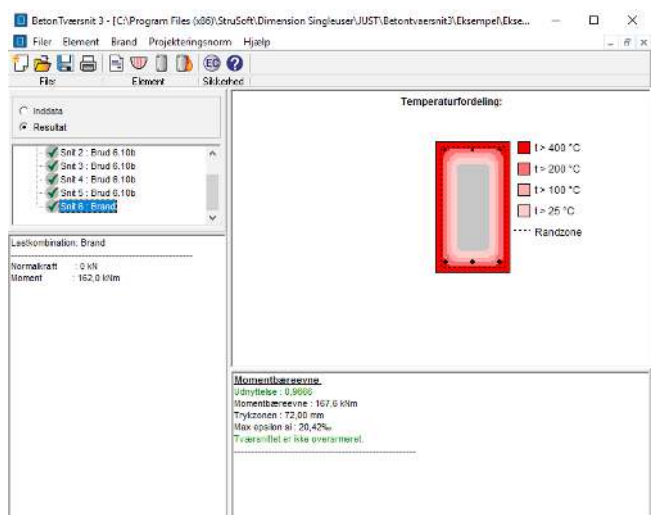 BetonTværsnit 3 - [C:\Program Files (x86)\StruSoft\Dimension Singleuser\JUST\Betontvaersnit3\Eksempel\Ekse...
Filer Element Brand Projekteringsnorm Hjælp
EC ?
Filer Element Sikkerhed
Inddata
Resultat
Snit 2 : Brud 6.10b
Snit 3 : Brud 6.10b
Snit 4 : Brud 6.10b
Snit 5 : Brud 6.10b
Snit 6 : Brand
Lastkombination: Brand
Normalkraft : 0 kN
Moment : 162,0 kNm
Temperaturfordeling:
t > 400 °C
t > 200 °C
t > 100 °C
t > 25 °C
Randzone
Momentbæreevne
Udnyttelse : 0,9666
Momentbæreevne : 167,6 kNm
Trykzonen : 72,00 mm
Max epsilon al : 20,42‰
Tværsnittet er ikke overarmeret.